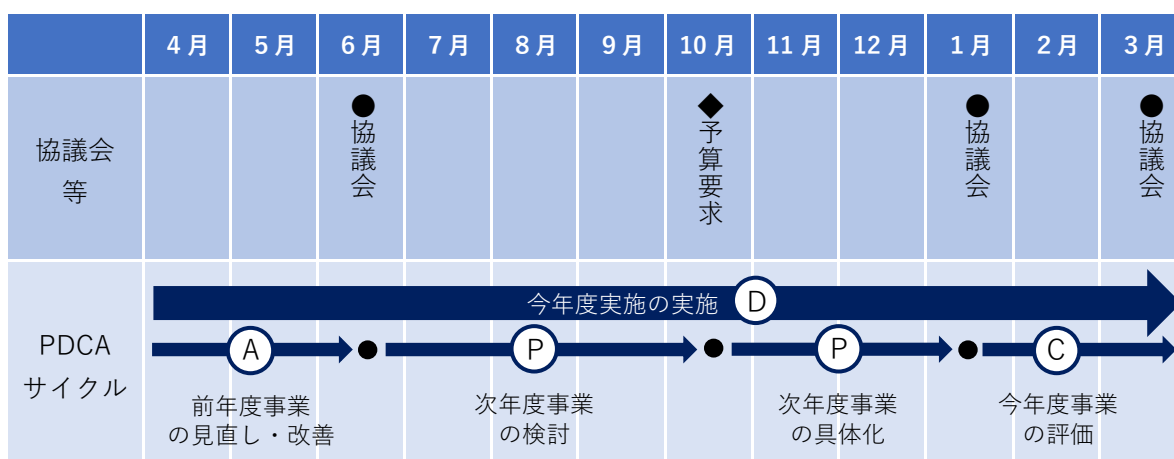 4月 5月 6月 7月 8月 9月 10月 11月 12月 1月 2月 3月
協議会
等
協議会
予算要求
協議会
協議会
PDCA
サイクル
今年度実施の実施 D
A
P
P
C
前年度事業
の見直し・改善
次年度事業
の検討
次年度事業
の具体化
今年度事業
の評価